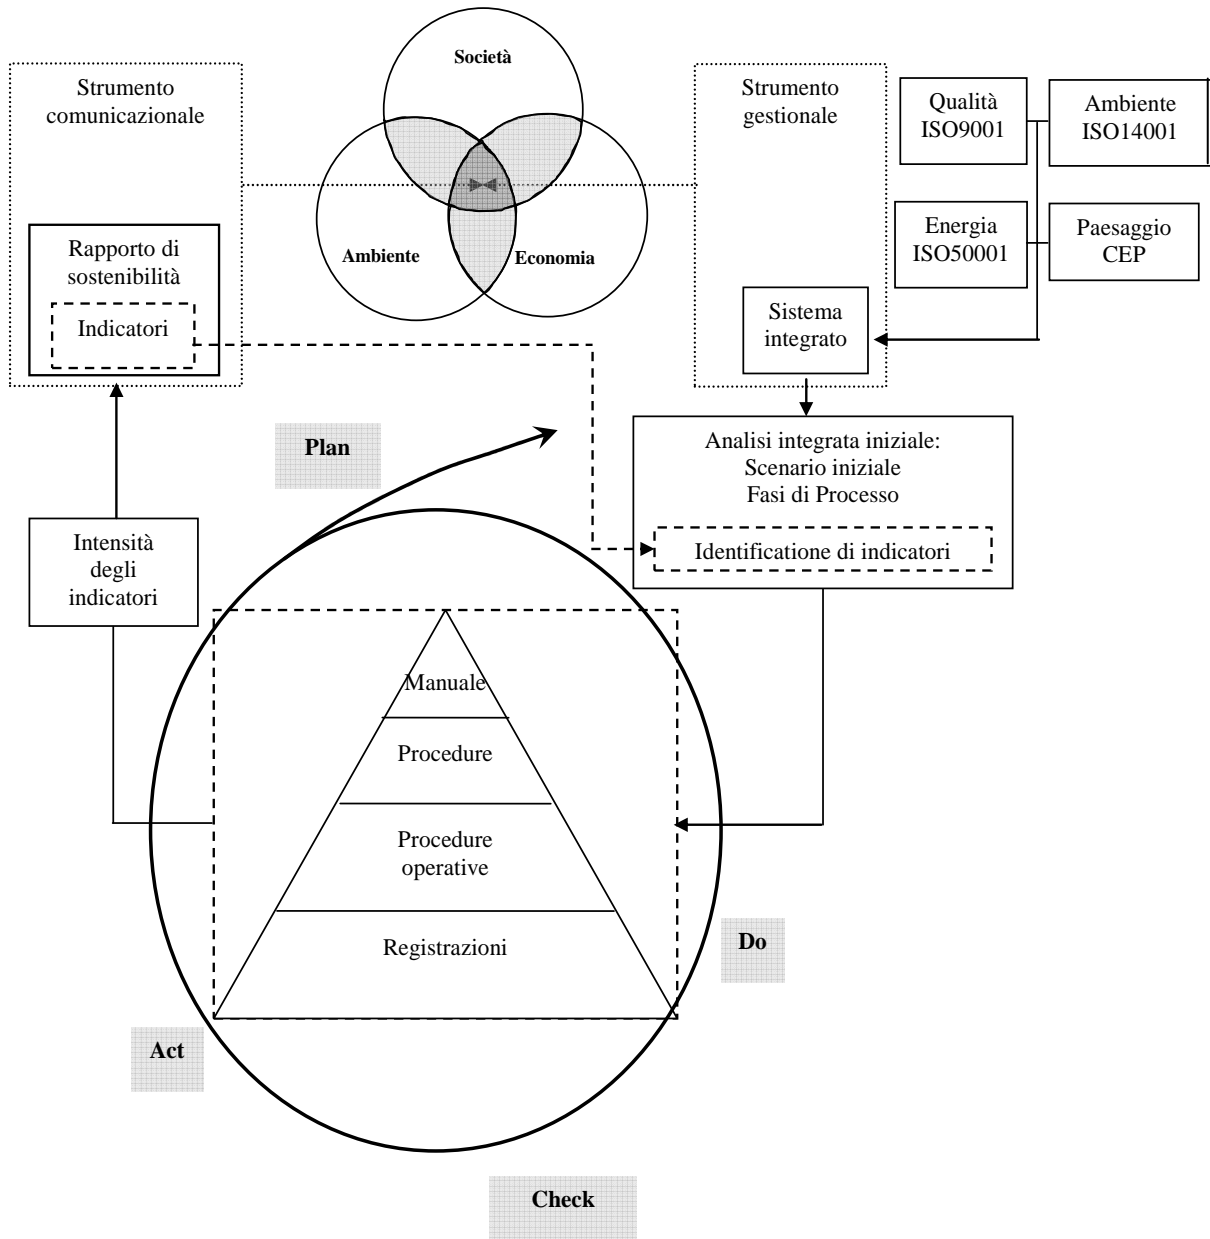 Società
Strumento
comunicazionale
Strumento
gestionale
Qualità
ISO9001
Ambiente
ISO14001
Energia
ISO50001
Paesaggio
CEP
Rapporto di
sostenibilità
Indicatori
Ambiente
Economia
Sistema
integrato
Plan
Analisi integrata iniziale:
Scenario iniziale
Fasi di Processo
Identificatione di indicatori
Intensità
degli
indicatori
Manuale
Procedure
Procedure
operative
Registrazioni
Do
Act
Check